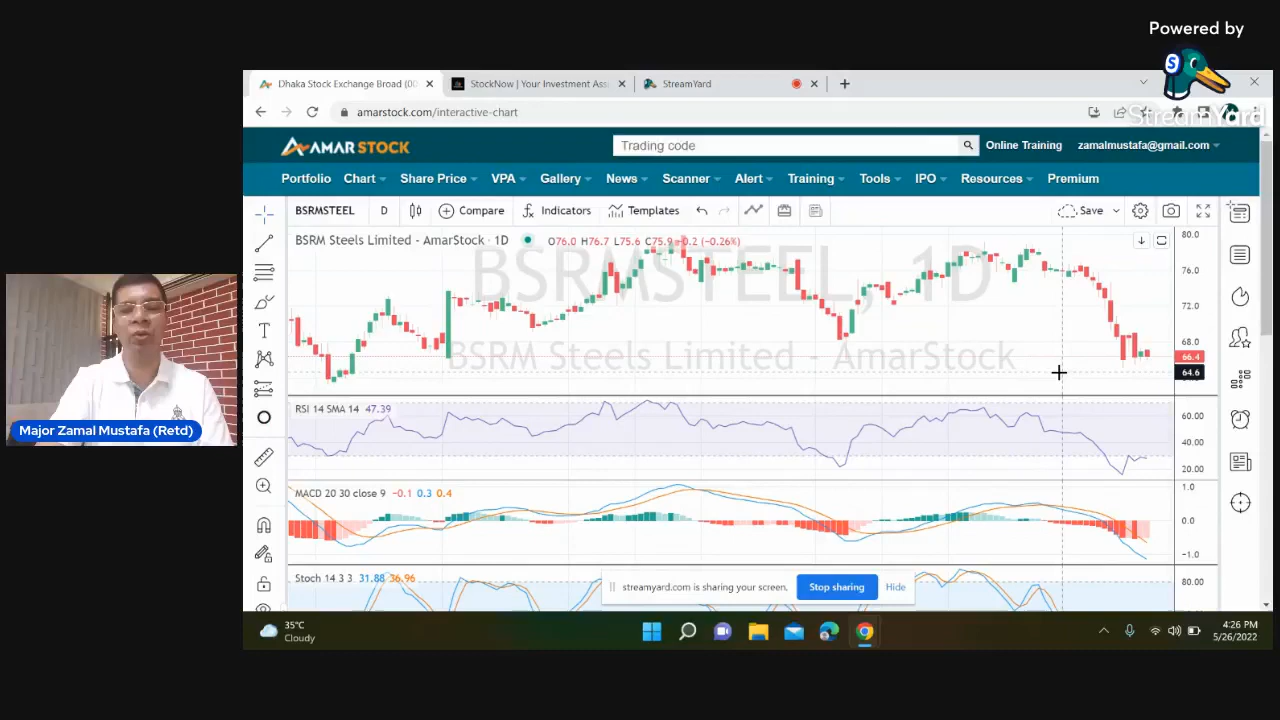 Powered by
S
StreamYard
Dhaka Stock Exchange Broad (00
StockNow | Your Investment Assi
StreamYard
amarstock.com/interactive-chart
AMARSTOCK
Trading code
Online Training
zamalmustafa@gmail.com
Portfolio Chart Share Price VPA Gallery News Scanner Alert Training Tools IPO Resources Premium
BSRMSTEEL D Compare Indicators Templates Save
BSRM Steels Limited - AmarStock · 1D O76.0 H76.7 L75.6 C75.9 -0.2 (-0.26%)
BSRMSTEEL, 1D
BSRM Steels Limited AmarStock
80.0
76.0
72.0
68.0
66.4
64.6
RSI 14 SMA 14 47.39
60.00
40.00
20.00
MACD 20 30 close 9 -0.1 0.3 0.4
1.0
0.0
-1.0
Stoch 14 3 3 31.88 36.96
80.00
streamyard.com is sharing your screen. Stop sharing Hide
Major Zamal Mustafa (Retd)
35°C
Cloudy
4:26 PM
5/26/2022